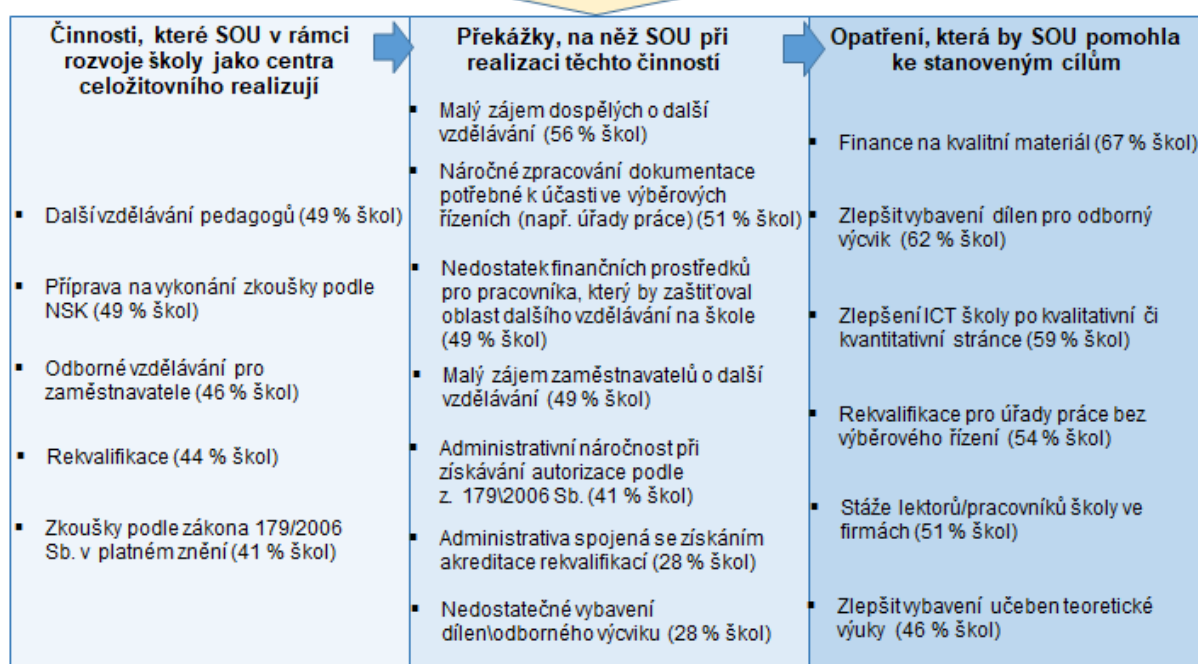 Činnosti, které SOU v rámci
rozvoje školy jako centra
celožitovního realizují
▪ Další vzdělávání pedagogů (49 % škol)
▪ Příprava na vykonání zkoušky podle
NSK (49 % škol)
▪ Odborné vzdělávání pro
zaměstnavatele (46 % škol)
▪ Rekvalifikace (44 % škol)
▪ Zkoušky podle zákona 179/2006
Sb. v platném znění (41 % škol)
Překážky, na něž SOU při
realizaci těchto činností
▪ Malý zájem dospělých o další
vzdělávání (56 % škol)
▪ Náročné zpracování dokumentace
potřebné k účasti ve výběrových
řízeních (např. úřady práce) (51 % škol)
▪ Nedostatek finančních prostředků
pro pracovníka, který by zaštiťoval
oblast dalšího vzdělávání na škole
(49 % škol)
▪ Malý zájem zaměstnavatelů o další
vzdělávání (49 % škol)
▪ Administrativní náročnost při
získávání autorizace podle
z. 179\2006 Sb. (41 % škol)
▪ Administrativa spojená se získáním
akreditace rekvalifikací (28 % škol)
▪ Nedostatečné vybavení
dílen\odborného výcviku (28 % škol)
Opatření, která by SOU pomohla
ke stanoveným cílům
▪ Finance na kvalitní materiál (67 % škol)
▪ Zlepšit vybavení dílen pro odborný
výcvik (62 % škol)
▪ Zlepšení ICT školy po kvalitativní či
kvantitativní stránce (59 % škol)
▪ Rekvalifikace pro úřady práce bez
výběrového řízení (54 % škol)
▪ Stáže lektorů/pracovníků školy ve
firmách (51 % škol)
▪ Zlepšit vybavení učeben teoretické
výuky (46 % škol)